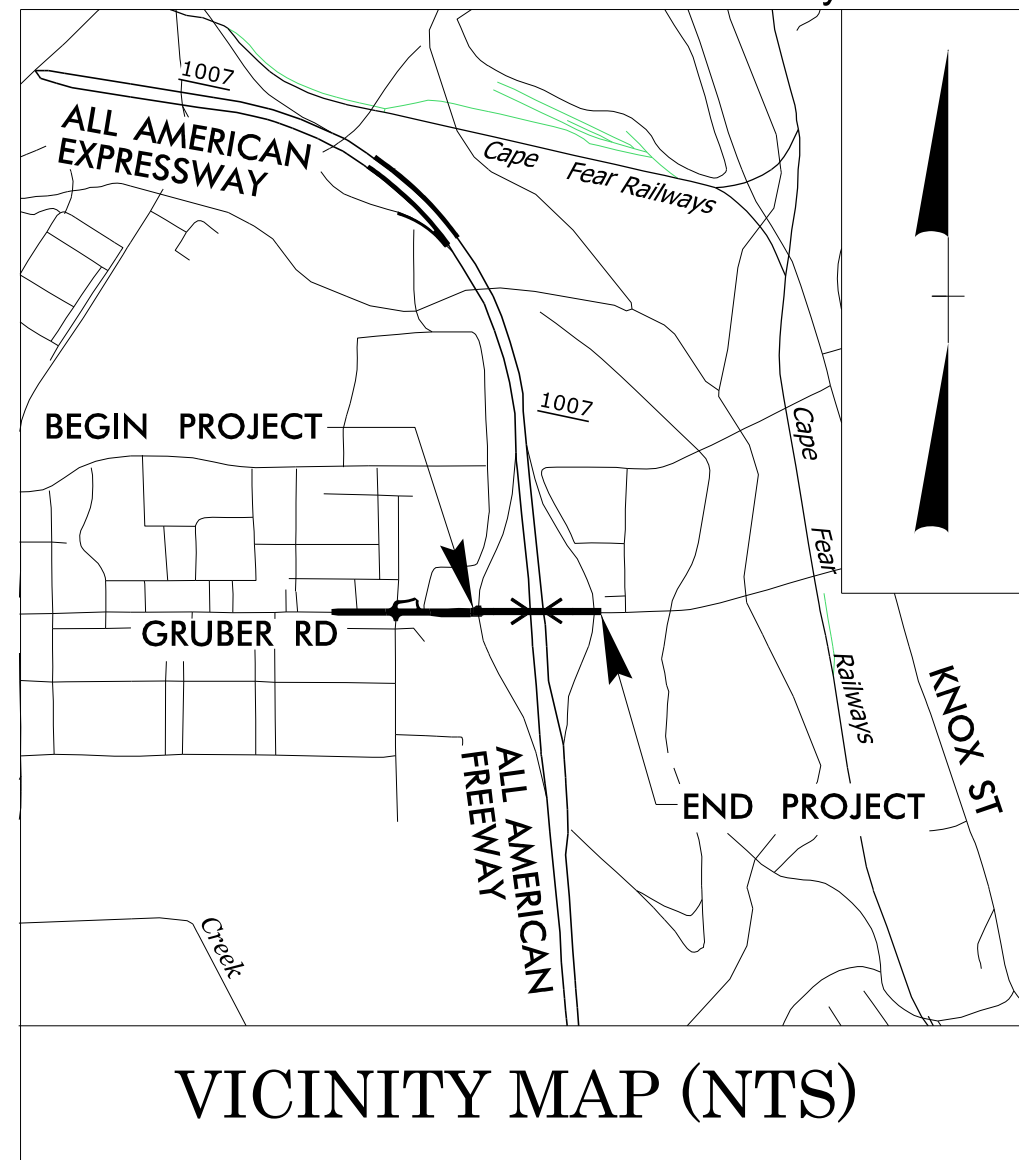 1007
ALL AMERICAN
EXPRESSWAY
Cape Fear Railways
1007
BEGIN PROJECT
Cape Fear Railways
GRUBER RD
KNOX ST
ALL AMERICAN
FREEWAY
END PROJECT
Creek
VICINITY MAP (NTS)